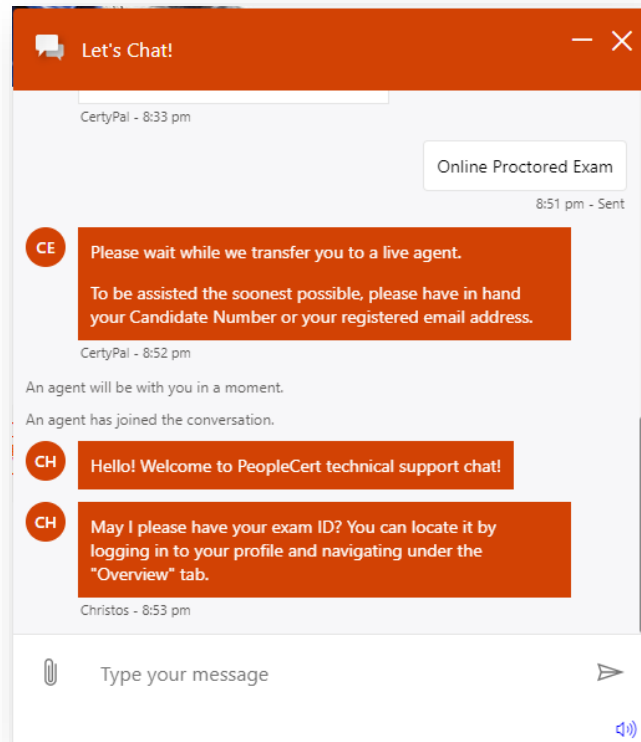 Let's Chat!
CertyPal - 8:33 pm
Online Proctored Exam
8:51 pm - Sent
CE
Please wait while we transfer you to a live agent.
To be assisted the soonest possible, please have in hand
your Candidate Number or your registered email address.
CertyPal - 8:52 pm
An agent will be with you in a moment.
An agent has joined the conversation.
CH
Hello! Welcome to PeopleCert technical support chat!
CH
May I please have your exam ID? You can locate it by
logging in to your profile and navigating under the
"Overview" tab.
Christos - 8:53 pm
Type your message